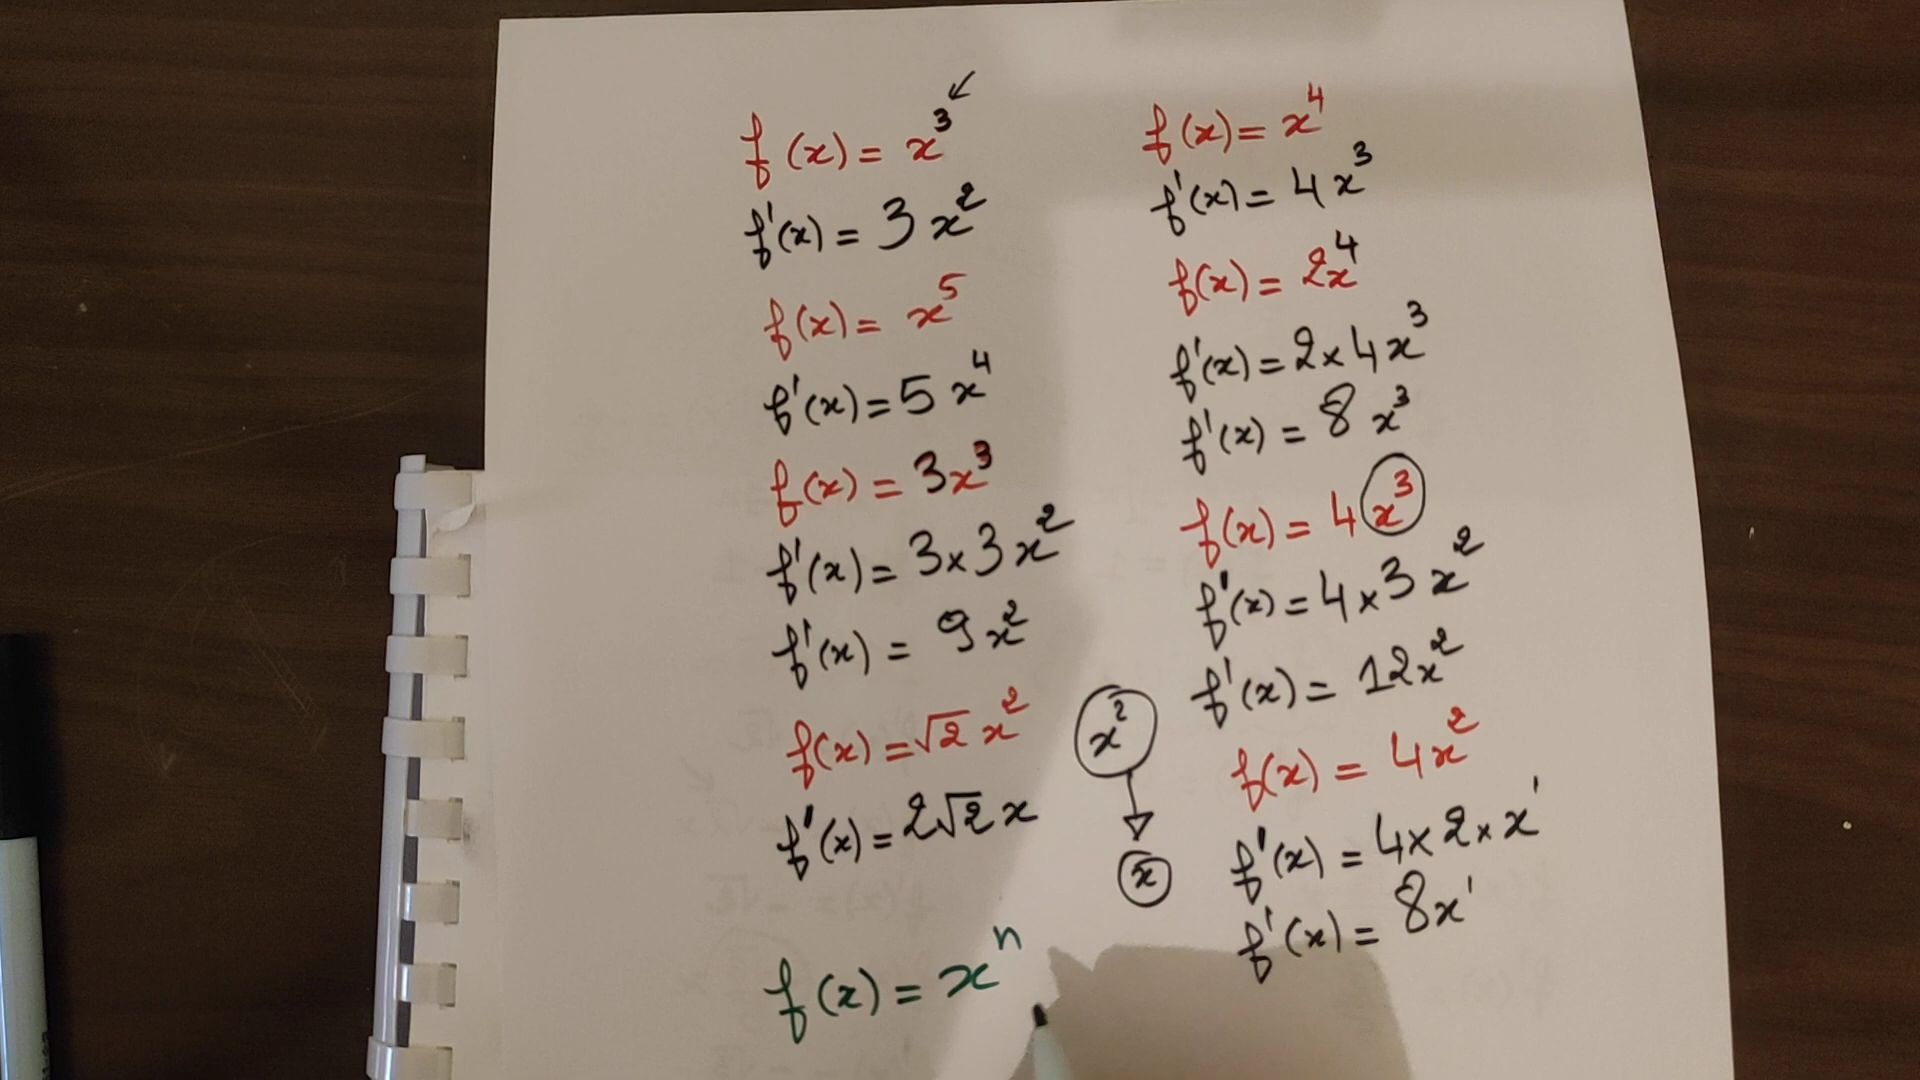 f(x) = x³
f'(x) = 3x²
f(x) = x⁵
f'(x) = 5x⁴
f(x) = 3x³
f'(x) = 3×3x²
f'(x) = 9x²
f(x) = √2 x²
f'(x) = 2√2 x
f(x) = xⁿ
x²
x
f(x) = x⁴
f'(x) = 4x³
f(x) = 2x⁴
f'(x) = 2×4x³
f'(x) = 8x³
f(x) = 4x³
f'(x) = 4×3x²
f'(x) = 12x²
f(x) = 4x²
f'(x) = 4×2×x¹
f'(x) = 8x¹